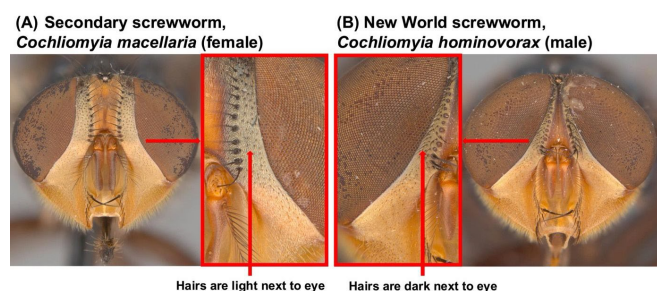 (A) Secondary screwworm,
Cochliomyia macellaria (female)
(B) New World screwworm,
Cochliomyia hominovorax (male)
Hairs are light next to eye
Hairs are dark next to eye